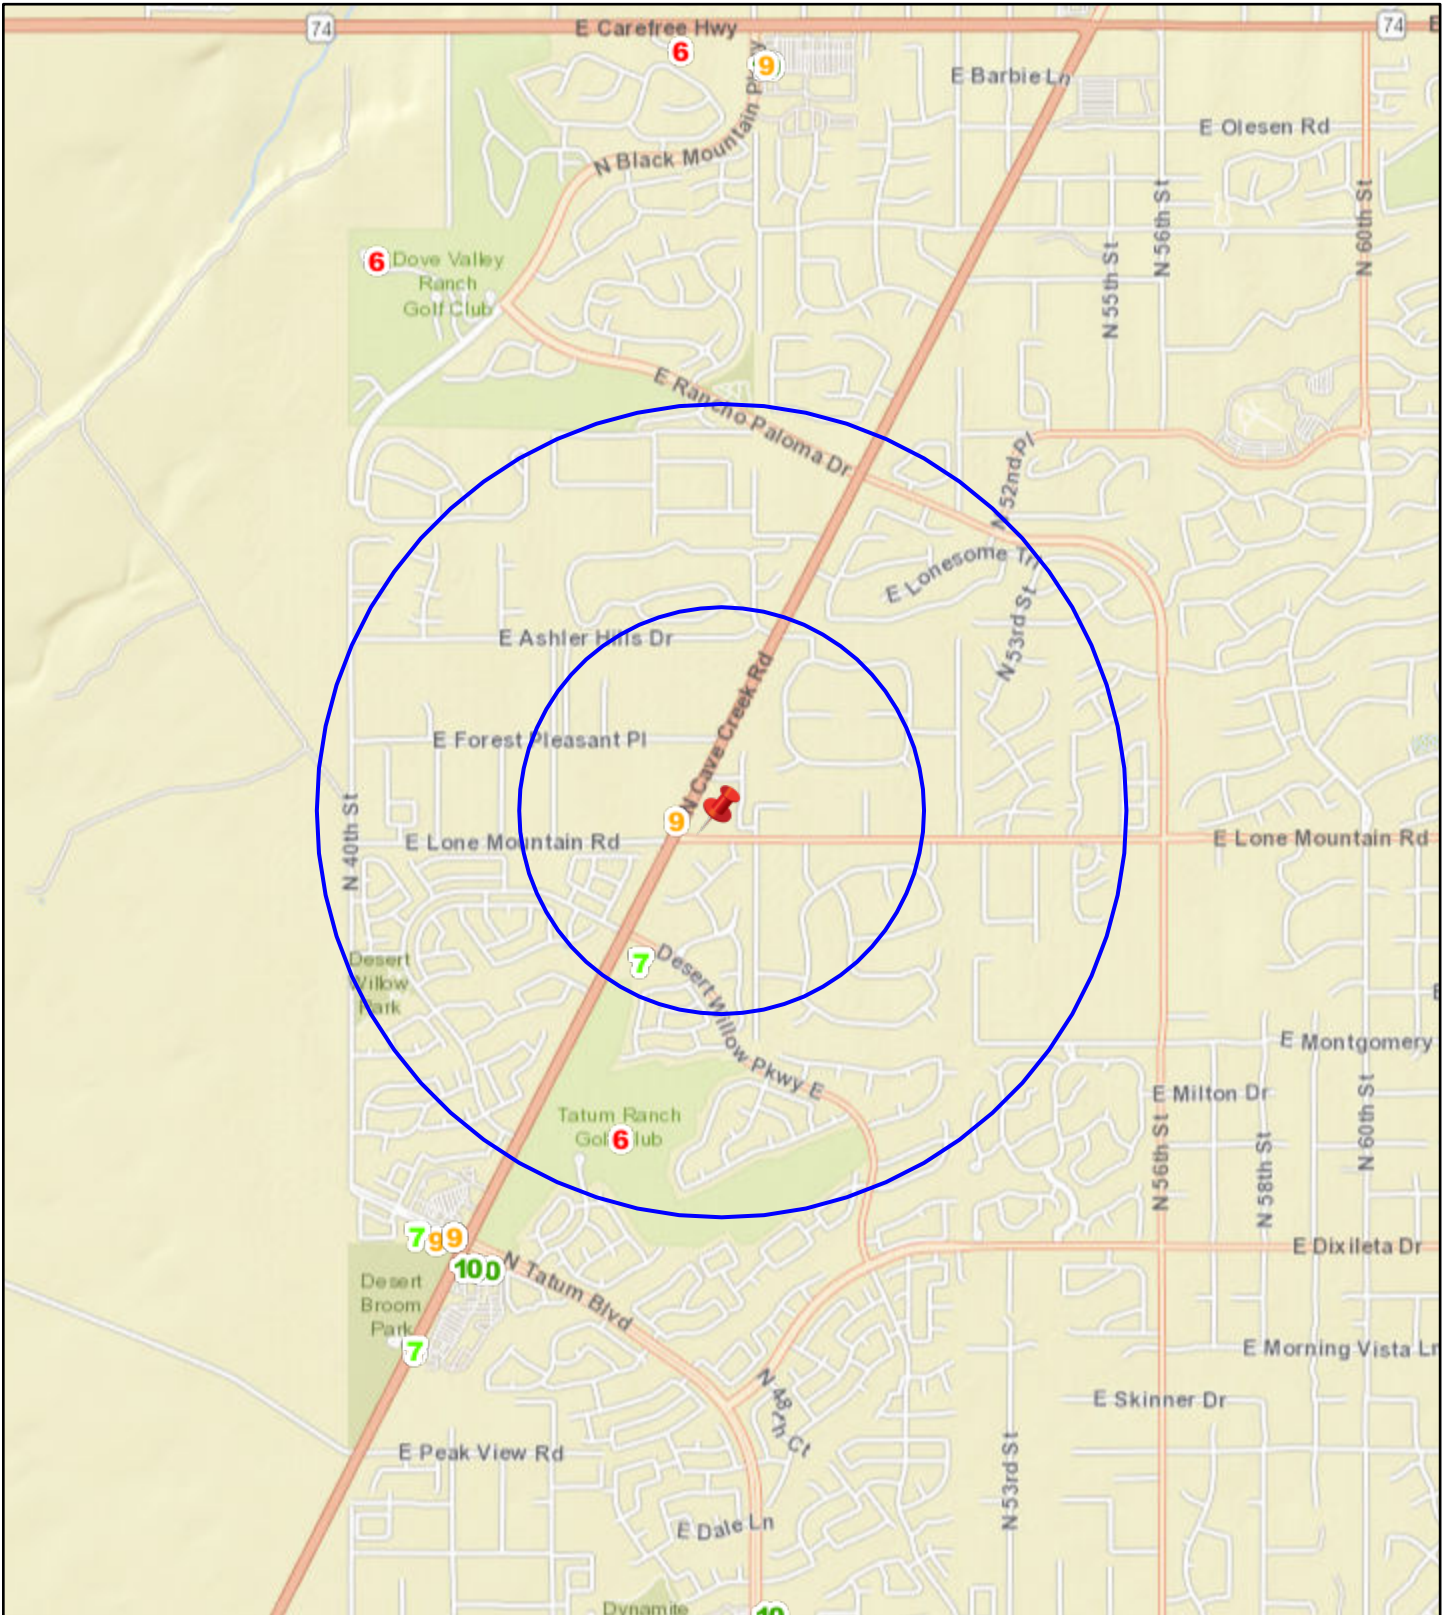 74
E Carefree Hwy
74
6
9
E Barbie Ln
E Olesen Rd
N Black Mountain
N 55th St
N 56th St
N 60th St
6
Dove Valley
Ranch
Golf Club
E Rancho Paloma Dr
N 52nd Pl
E Lonesome Trl
N 53rd St
E Ashler Hills Dr
N Cave Creek Rd
E Forest Pleasant Pl
N 40th St
9
E Lone Mountain Rd
E Lone Mountain Rd
7
Desert Willow Pkwy E
Desert
Willow
Park
E Montgomery
E Milton Dr
Tatum Ranch
6
N 56th St
N 58th St
N 60th St
7
9
9
10
N Tatum Blvd
E Dixileta Dr
Desert
Broom
Park
7
E Morning Vista Ln
N 48th Ct
E Skinner Dr
E Peak View Rd
N 53rd St
E Dale Ln
Dynamite
10